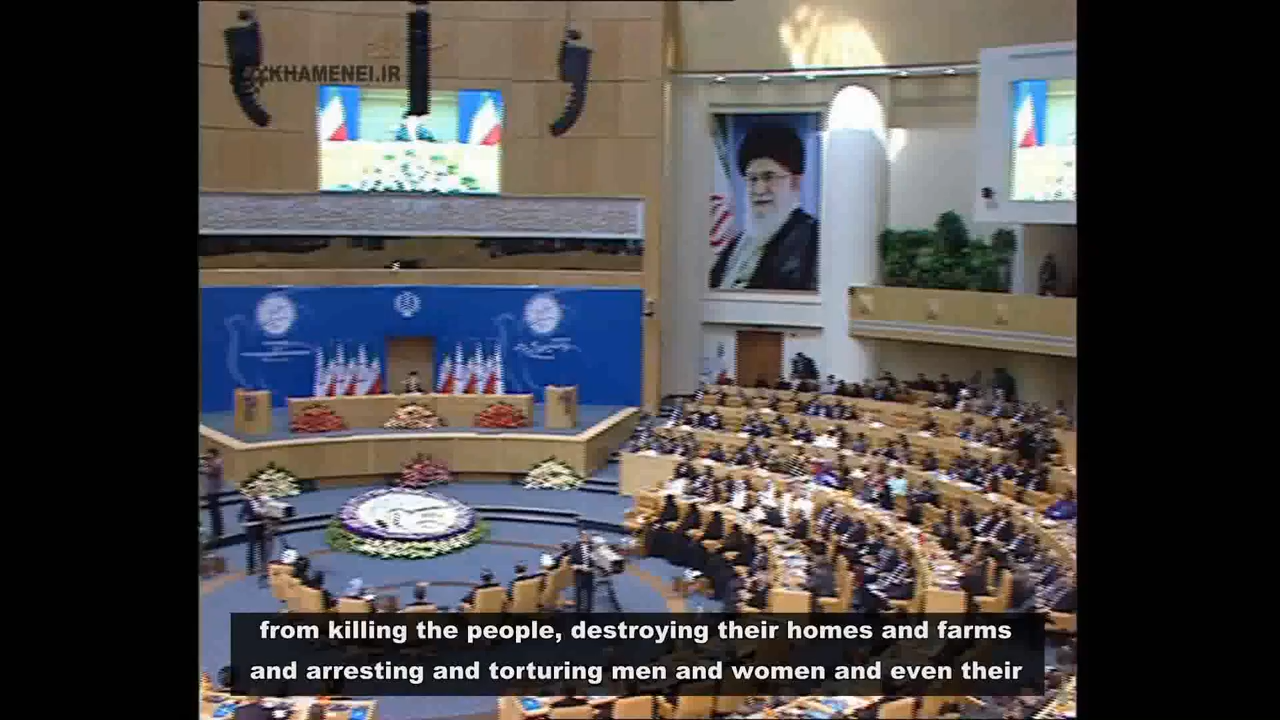 KHAMENEI.IR
from killing the people, destroying their homes and farms
and arresting and torturing men and women and even their